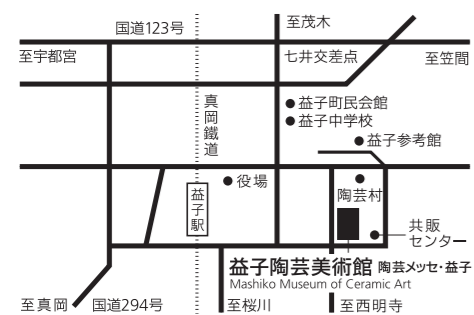 国道123号
至茂木
至宇都宮
七井交差点
至笠間
真岡鐵道
益子町民会館
益子中学校
益子参考館
役場
陶芸村
益子駅
共販
センター
益子陶芸美術館 陶芸メッセ・益子
Mashiko Museum of Ceramic Art
至真岡
国道294号
至桜川
至西明寺